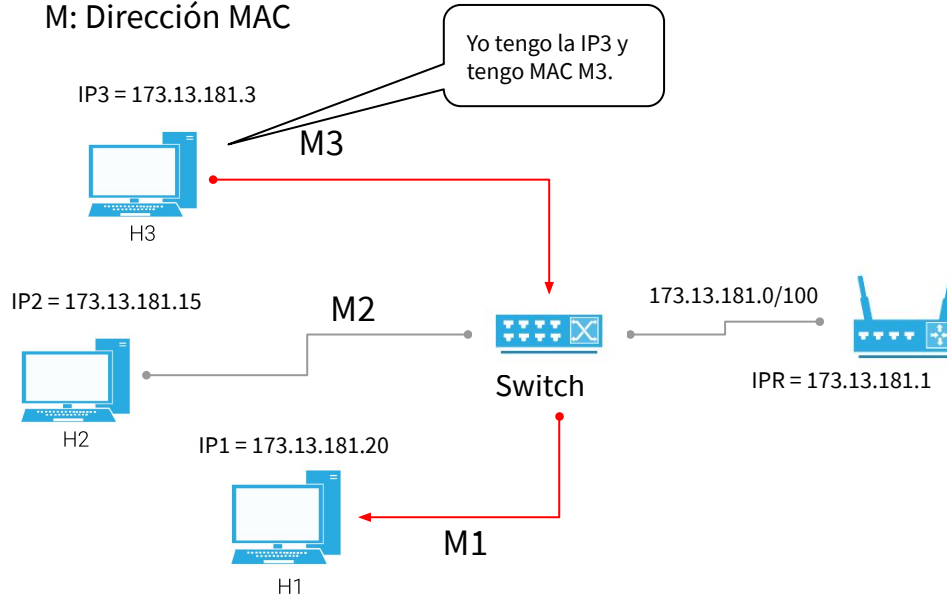 M: Dirección MAC
Yo tengo la IP3 y
tengo MAC M3.
IP3 = 173.13.181.3
M3
H3
IP2 = 173.13.181.15
M2
173.13.181.0/100
Switch
IPR = 173.13.181.1
H2
IP1 = 173.13.181.20
M1
H1